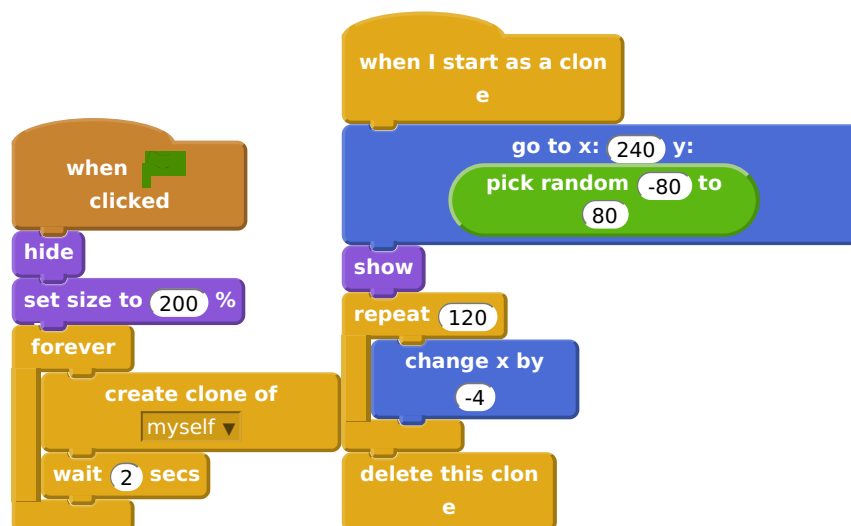 when
clicked
hide
set size to 200 %
forever
create clone of
myself ▼
wait 2 secs
when I start as a clon
e
go to x: 240 y:
pick random -80 to
80
show
repeat 120
change x by
-4
delete this clon
e